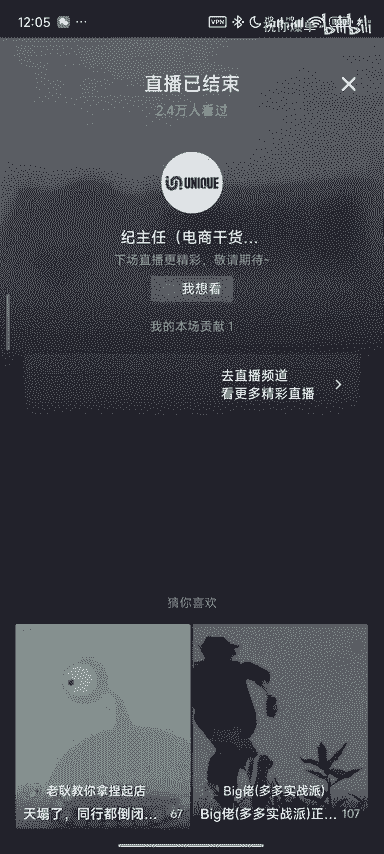 12:05
VPN
bilibili
直播已结束
2.4万人看过
UNIQUE
纪主任（电商干货...
下场直播更精彩，敬请期待~
我想看
我的本场贡献 1
去直播频道
看更多精彩直播
猜你喜欢
老耿教你拿捏起店
天塌了，同行都倒闭... 67
Big佬(多多实战派)
Big佬(多多实战派)正... 107